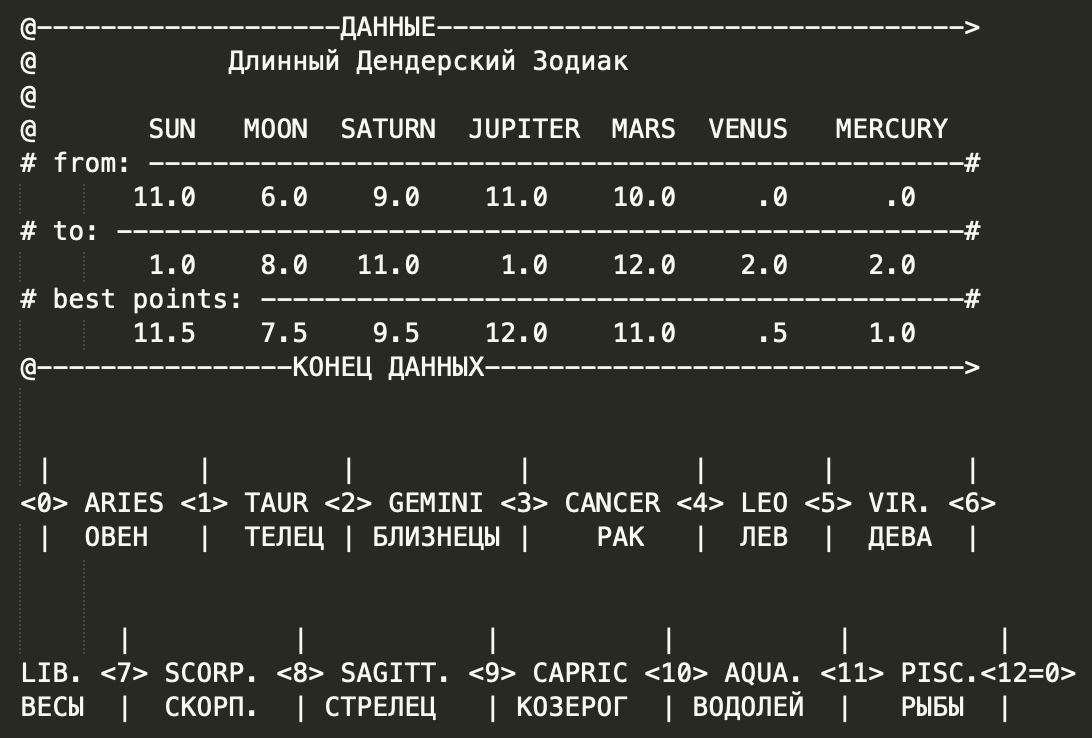 @-------------------ДАННЫЕ--------------------------------->
@            Длинный Дендерский Зодиак
@
@       SUN   MOON  SATURN  JUPITER  MARS  VENUS   MERCURY
# from: ---------------------------------------------------#
       11.0    6.0    9.0    11.0    10.0     .0      .0
# to: -----------------------------------------------------#
        1.0    8.0   11.0     1.0    12.0    2.0     2.0
# best points: --------------------------------------------#
       11.5    7.5    9.5    12.0    11.0     .5     1.0
@----------------КОНЕЦ ДАННЫХ------------------------------>
 |         |        |          |          |       |        |
<0> ARIES <1> TAUR <2> GEMINI <3> CANCER <4> LEO <5> VIR. <6>
 |  ОВЕН   |  ТЕЛЕЦ | БЛИЗНЕЦЫ |    РАК   |  ЛЕВ  |  ДЕВА  |
      |          |           |          |          |         |
LIB. <7> SCORP. <8> SAGITT. <9> CAPRIC <10> AQUA. <11> PISC.<12=0>
ВЕСЫ  |  СКОРП.  | СТРЕЛЕЦ   | КОЗЕРОГ  | ВОДОЛЕЙ  |   РЫБЫ  |